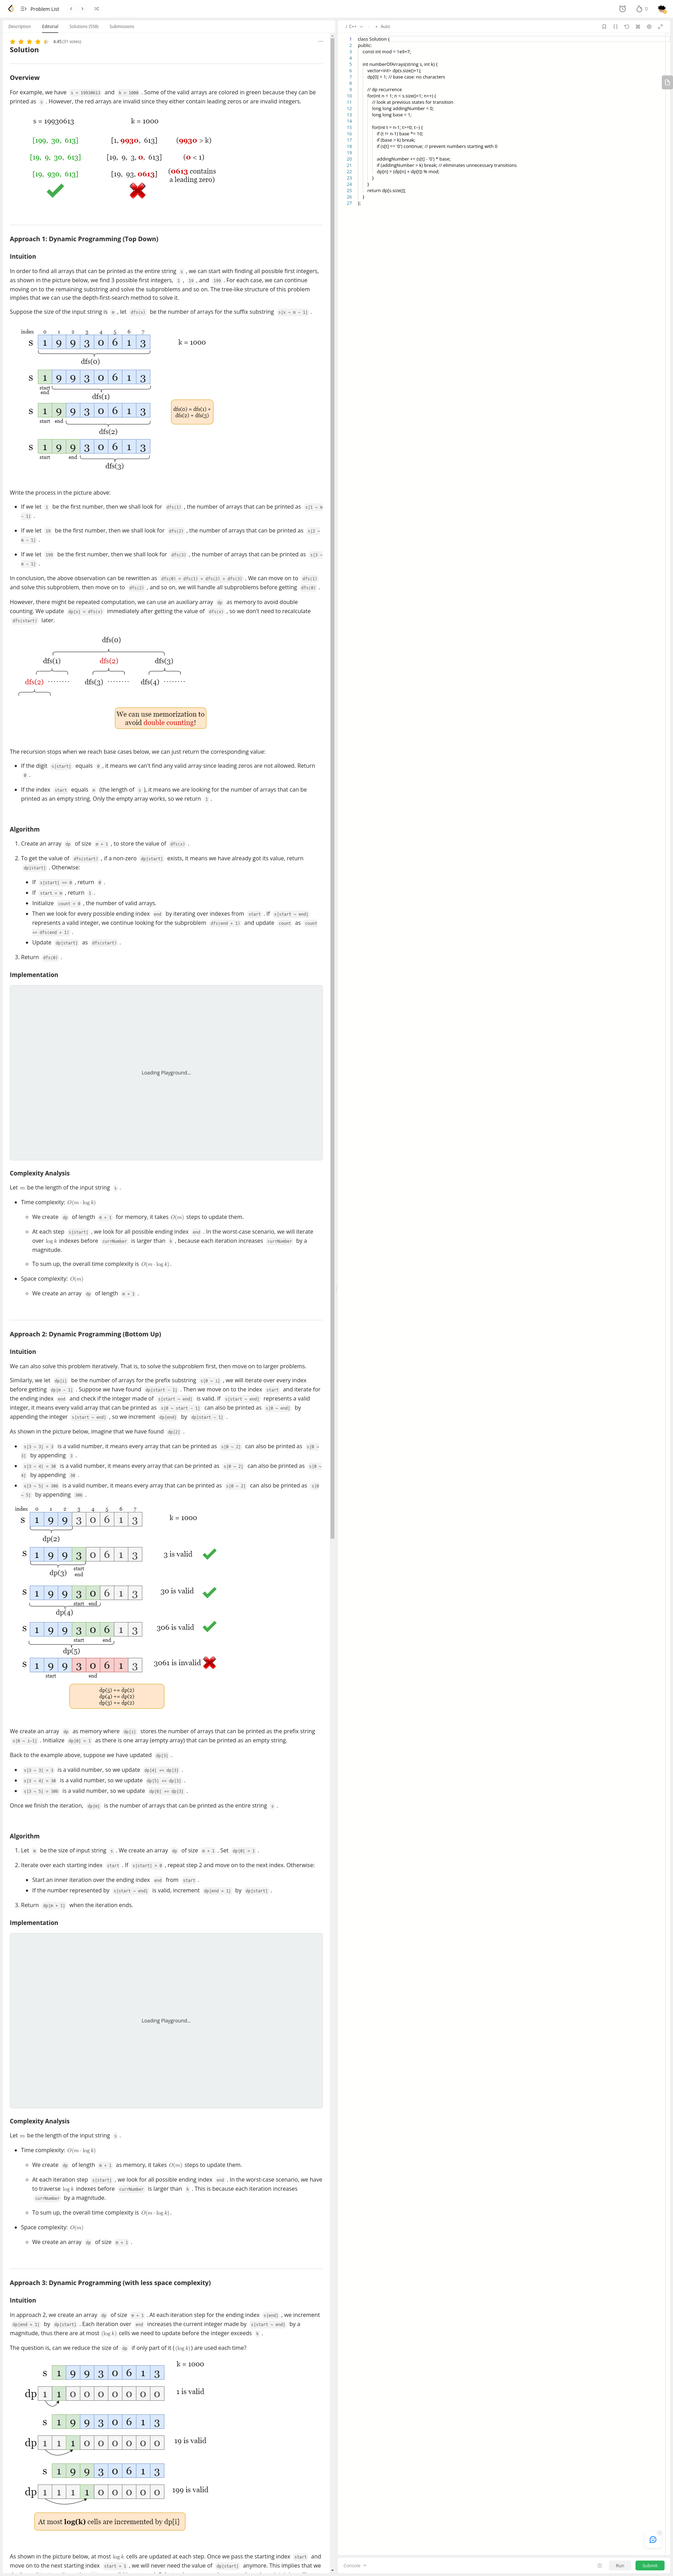 Problem List
0
Description Editorial Solutions (558) Submissions
4.45 (31 votes)
Solution
Overview
For example, we have s = 19930613 and k = 1000 . Some of the valid arrays are colored in green because they can be
printed as s . However, the red arrays are invalid since they either contain leading zeros or are invalid integers.
s = 19930613 k = 1000
[199, 30, 613] [1, 9930, 613] (9930 > k)
[19, 9, 30, 613] [19, 9, 3, 0, 613] (0 < 1)
[19, 930, 613] [19, 93, 0613] (0613 contains
a leading zero)
Approach 1: Dynamic Programming (Top Down)
Intuition
In order to find all arrays that can be printed as the entire string s , we can start with finding all possible first integers,
as shown in the picture below, we find 3 possible first integers, 1 , 19 , and 199 . For each case, we can continue
moving on to the remaining string and solve the subproblems and so on. The tree-like structure of this problem
implies that we can use the depth-first-search method to solve it.
Suppose the size of the input string is m , let dfs(x) be the number of arrays for the suffix substring s[x ~ m - 1] .
index 0 1 2 3 4 5 6 7
s 1 9 9 3 0 6 1 3 k = 1000
dfs(0)
s 1 9 9 3 0 6 1 3
start
end
dfs(1)
s 1 9 9 3 0 6 1 3
dfs(0) = dfs(1) +
dfs(2) + dfs(3)
start end
dfs(2)
s 1 9 9 3 0 6 1 3
start end
dfs(3)
Write the process in the picture above:
• If we let 1 be the first number, then we shall look for dfs(1) , the number of arrays that can be printed as s[1 ~ m
- 1] .
• If we let 19 be the first number, then we shall look for dfs(2) , the number of arrays that can be printed as s[2 ~
m - 1] .
• If we let 199 be the first number, then we shall look for dfs(3) , the number of arrays that can be printed as s[3 ~
m - 1] .
In conclusion, the above observation can be rewritten as dfs(0) = dfs(1) + dfs(2) + dfs(3) . We can move on to dfs(1)
and solve this subproblem, then move on to dfs(2) , and so on, we will handle all subproblems before getting dfs(0) .
However, there might be repeated computation, we can use an auxiliary array dp as memory to avoid double
counting. We update dp[x] = dfs(x) immediately after getting the value of dfs(x) , so we don't need to recalculate
dfs(start) later.
dfs(0)
dfs(1) dfs(2) dfs(3)
dfs(2) dfs(3) dfs(4)
We can use memorization to
avoid double counting!
The recursion stops when we reach base cases below, we can just return the corresponding value:
• If the digit s[start] equals 0 , it means we can't find any valid array since leading zeros are not allowed. Return
0 .
• If the index start equals m (the length of s ), it means we are looking for the number of arrays that can be
printed as an empty string. Only the empty array works, so we return 1 .
Algorithm
1. Create an array dp of size m + 1 , to store the value of dfs(x) .
2. To get the value of dfs(start) , if a non-zero dp[start] exists, it means we have already got its value, return
dp[start] . Otherwise:
• If s[start] == 0 , return 0 .
• If start = m , return 1 .
• Initialize count = 0 , the number of valid arrays.
• Then we look for every possible ending index end by iterating over indexes from start . If s[start ~ end]
represents a valid integer, we continue looking for the subproblem dfs(end + 1) and update count as count
+= dfs(end + 1) .
• Update dp[start] as dfs(start) .
3. Return dfs(0) .
Implementation
Loading Playground...
Complexity Analysis
Let m be the length of the input string s .
• Time complexity: O(m · log k)
◦ We create dp of length m + 1 for memory, it takes O(m) steps to update them.
◦ At each step s[start] , we look for all possible ending index end . In the worst-case scenario, we will iterate
over log k indexes before currNumber is larger than k , because each iteration increases currNumber by a
magnitude.
◦ To sum up, the overall time complexity is O(m · log k).
• Space complexity: O(m)
◦ We create an array dp of length m + 1 .
Approach 2: Dynamic Programming (Bottom Up)
Intuition
We can also solve this problem iteratively. That is, to solve the subproblem first, then move on to larger problems.
Similarly, we let dp[i] be the number of arrays for the prefix substring s[0 ~ i] , we will iterate over every index
before getting dp[m - 1] . Suppose we have found dp[start - 1] . Then we move on to the index start and iterate for
the ending index end and check if the integer made of s[start ~ end] is valid. If s[start ~ end] represents a valid
integer, it means every valid array that can be printed as s[0 ~ start - 1] can also be printed as s[0 ~ end] by
appending the integer s[start ~ end] , so we increment dp[end] by dp[start - 1] .
As shown in the picture below, imagine that we have found dp[2] .
• s[3 ~ 3] = 3 is a valid number, it means every array that can be printed as s[0 ~ 2] can also be printed as s[0 ~
3] by appending 3 .
• s[3 ~ 4] = 30 is a valid number, it means every array that can be printed as s[0 ~ 2] can also be printed as s[0 ~
4] by appending 30 .
• s[3 ~ 5] = 306 is a valid number, it means every array that can be printed as s[0 ~ 2] can also be printed as s[0
~ 5] by appending 306 .
index 0 1 2 3 4 5 6 7
s 1 9 9 3 0 6 1 3 k = 1000
dp(2)
s 1 9 9 3 0 6 1 3 3 is valid
start
end
dp(3)
s 1 9 9 3 0 6 1 3 30 is valid
start end
dp(4)
s 1 9 9 3 0 6 1 3 306 is valid
start end
dp(5)
s 1 9 9 3 0 6 1 3 3061 is invalid
start end
dp(5) += dp(2)
dp(4) += dp(2)
dp(3) += dp(2)
We create an array dp as memory where dp[i] stores the number of arrays that can be printed as the prefix string
s[0 ~ i-1] . Initialize dp[0] = 1 as there is one array (empty array) that can be printed as an empty string.
Back to the example above, suppose we have updated dp[3] .
• s[3 ~ 3] = 3 is a valid number, so we update dp[4] += dp[3] .
• s[3 ~ 4] = 30 is a valid number, so we update dp[5] += dp[3] .
• s[3 ~ 5] = 306 is a valid number, so we update dp[6] += dp[3] .
Once we finish the iteration, dp[m] is the number of arrays that can be printed as the entire string s .
Algorithm
1. Let m be the size of input string s . We create an array dp of size m + 1 . Set dp[0] = 1 .
2. Iterate over each starting index start . If s[start] = 0 , repeat step 2 and move on to the next index. Otherwise:
• Start an inner iteration over the ending index end from start .
• If the number represented by s[start ~ end] is valid, increment dp[end + 1] by dp[start] .
3. Return dp[m + 1] when the iteration ends.
Implementation
Loading Playground...
Complexity Analysis
Let m be the length of the input string s .
• Time complexity: O(m · log k)
◦ We create dp of length m + 1 as memory, it takes O(m) steps to update them.
◦ At each iteration step s[start] , we look for all possible ending index end . In the worst-case scenario, we have
to traverse log k indexes before currNumber is larger than k . This is because each iteration increases
currNumber by a magnitude.
◦ To sum up, the overall time complexity is O(m · log k).
• Space complexity: O(m)
◦ We create an array dp of size m + 1 .
Approach 3: Dynamic Programming (with less space complexity)
Intuition
In approach 2, we create an array dp of size m + 1 . At each iteration step for the ending index s[end] , we increment
dp[end + 1] by dp[start] . Each iteration over end increases the current integer made by s[start ~ end] by a
magnitude, thus there are at most (log k) cells we need to update before the integer exceeds k .
The question is, can we reduce the size of dp if only part of it ( (log k) ) are used each time?
k = 1000
s 1 9 9 3 0 6 1 3
dp 1 1 0 0 0 0 0 0 0 1 is valid
s 1 9 9 3 0 6 1 3
dp 1 1 1 0 0 0 0 0 0 19 is valid
s 1 9 9 3 0 6 1 3
dp 1 1 1 1 0 0 0 0 0 199 is valid
At most log(k) cells are incremented by dp[i]
As shown in the picture below, at most log k cells are updated at each step. Once we pass the starting index start and
move on to the next starting index start + 1 , we will never need the value of dp[start] anymore. This implies that we
C++ Auto
1 class Solution {
2 public:
3 const int mod = 1e9+7;
4
5 int numberOfArrays(string s, int k) {
6 vector<int> dp(s.size()+1);
7 dp[0] = 1; // base case: no characters
8
9 // dp recurrence
10 for(int n = 1; n < s.size()+1; n++) {
11 // look at previous states for transition
12 long long addingNumber = 0;
13 long long base = 1;
14
15 for(int t = n-1; t>=0; t--) {
16 if (t != n-1) base *= 10;
17 if (base > k) break;
18 if (s[t] == '0') continue; // prevent numbers starting with 0
19
20 addingNumber += (s[t] - '0') * base;
21 if (addingNumber > k) break; // eliminates unnecessary transitions
22 dp[n] = (dp[n] + dp[t]) % mod;
23 }
24 }
25 return dp[s.size()];
26 }
27 };
Console Run Submit